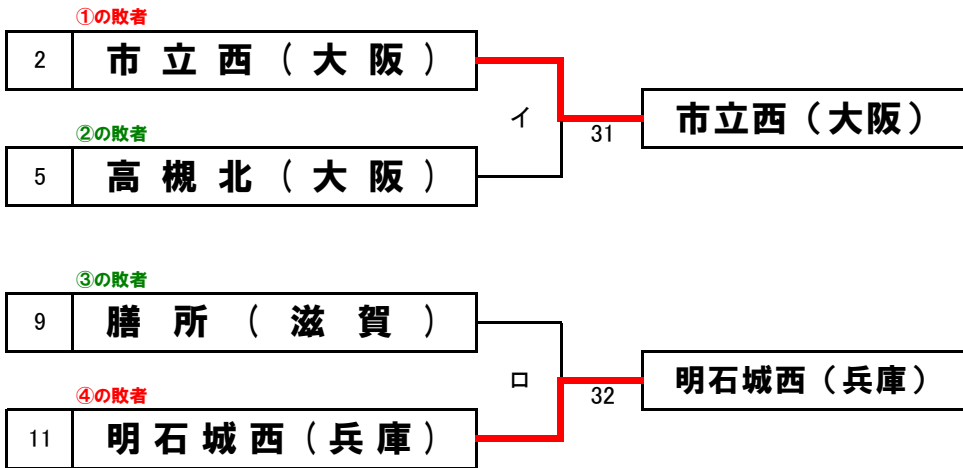 ①の敗者
2 市立西(大阪)
イ
31
市立西(大阪)
②の敗者
5 高槻北(大阪)
③の敗者
9 膳所(滋賀)
ロ
32
明石城西(兵庫)
④の敗者
11 明石城西(兵庫)